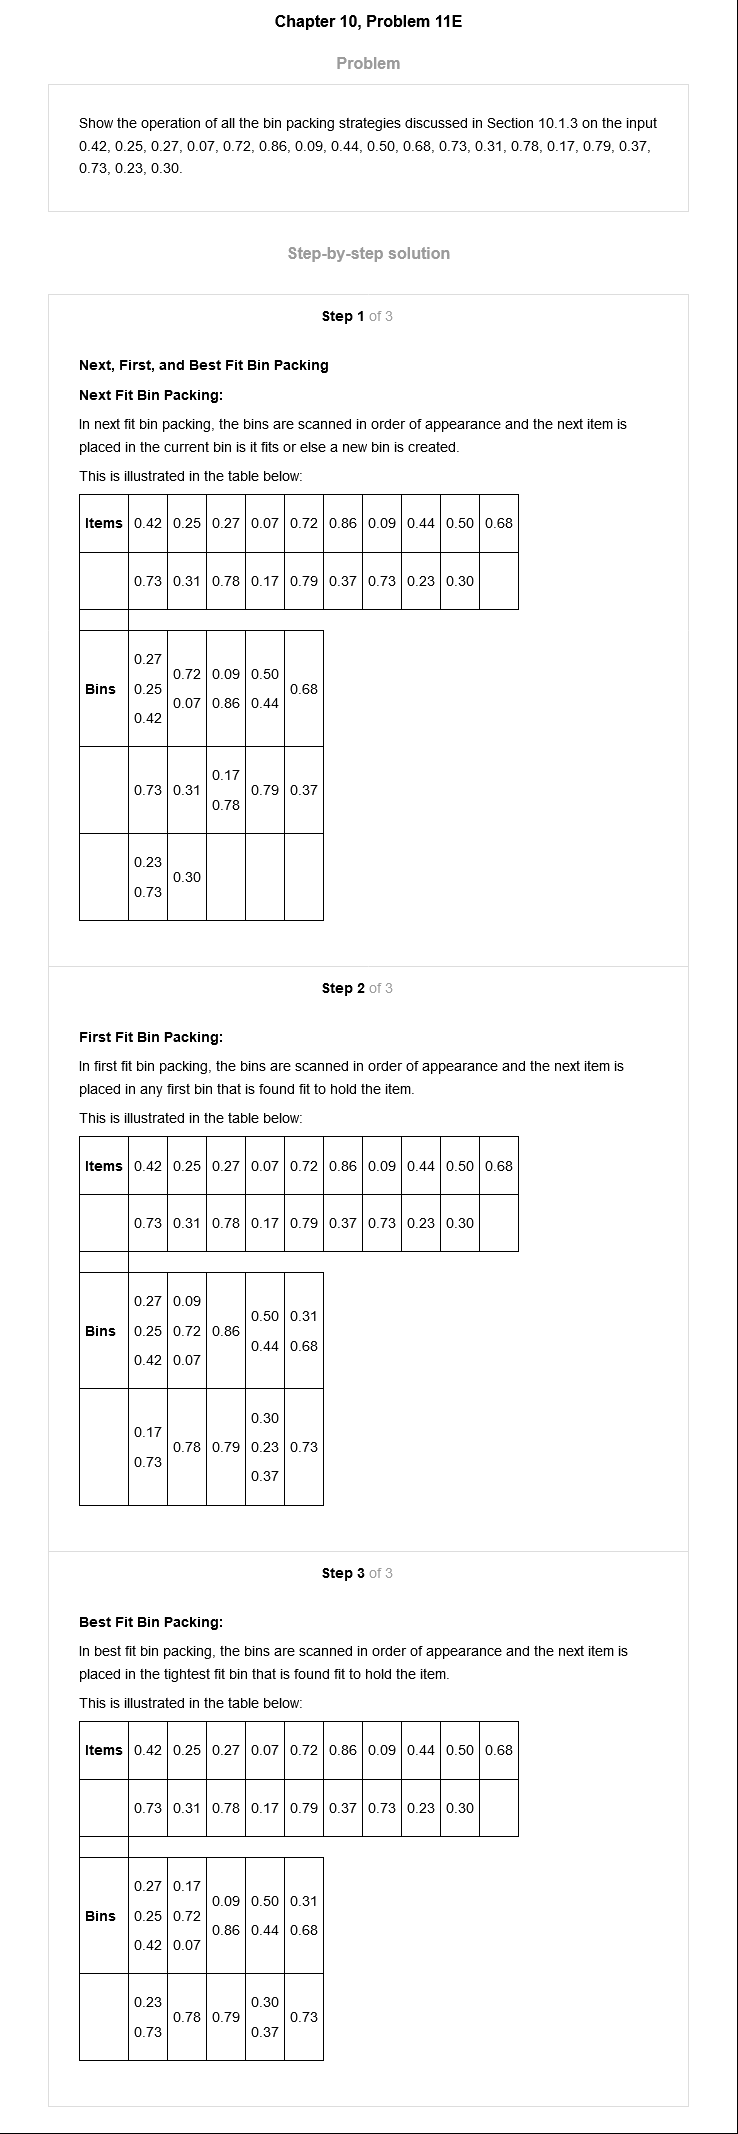 Chapter 10, Problem 11E
Problem
Show the operation of all the bin packing strategies discussed in Section 10.1.3 on the input
0.42, 0.25, 0.27, 0.07, 0.72, 0.86, 0.09, 0.44, 0.50, 0.68, 0.73, 0.31, 0.78, 0.17, 0.79, 0.37,
0.73, 0.23, 0.30.
Step-by-step solution
Step 1 of 3
Next, First, and Best Fit Bin Packing
Next Fit Bin Packing:
In next fit bin packing, the bins are scanned in order of appearance and the next item is
placed in the current bin is it fits or else a new bin is created.
This is illustrated in the table below:
Items 0.42 0.25 0.27 0.07 0.72 0.86 0.09 0.44 0.50 0.68
0.73 0.31 0.78 0.17 0.79 0.37 0.73 0.23 0.30
0.27
0.72 0.09 0.50
Bins 0.25 0.68
0.07 0.86 0.44
0.42
0.17
0.73 0.31 0.79 0.37
0.78
0.23
0.30
0.73
Step 2 of 3
First Fit Bin Packing:
In first fit bin packing, the bins are scanned in order of appearance and the next item is
placed in any first bin that is found fit to hold the item.
This is illustrated in the table below:
Items 0.42 0.25 0.27 0.07 0.72 0.86 0.09 0.44 0.50 0.68
0.73 0.31 0.78 0.17 0.79 0.37 0.73 0.23 0.30
0.27 0.09
0.50 0.31
Bins 0.25 0.72 0.86
0.44 0.68
0.42 0.07
0.30
0.17
0.78 0.79 0.23 0.73
0.73
0.37
Step 3 of 3
Best Fit Bin Packing:
In best fit bin packing, the bins are scanned in order of appearance and the next item is
placed in the tightest fit bin that is found fit to hold the item.
This is illustrated in the table below:
Items 0.42 0.25 0.27 0.07 0.72 0.86 0.09 0.44 0.50 0.68
0.73 0.31 0.78 0.17 0.79 0.37 0.73 0.23 0.30
0.27 0.17
0.09 0.50 0.31
Bins 0.25 0.72
0.86 0.44 0.68
0.42 0.07
0.23 0.30
0.78 0.79 0.73
0.73 0.37